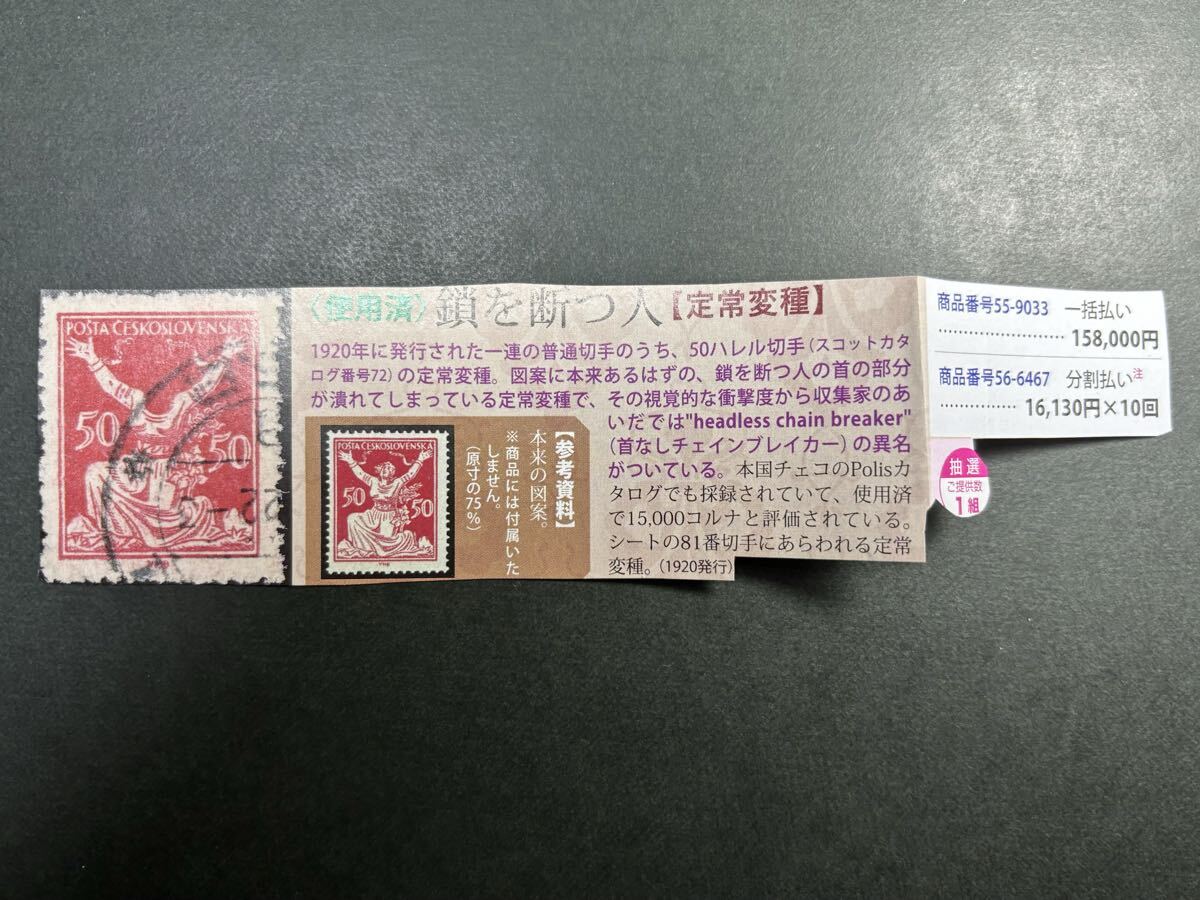 POŠTA ČESKOSLOVENSKÁ
50
50
〈使用済〉鎖を断つ人【定常変種】
1920年に発行された一連の普通切手のうち、50ハレル切手(スコットカタ
ログ番号72)の定常変種。図案に本来あるはずの、鎖を断つ人の首の部分
が潰れてしまっている定常変種で、その視覚的な衝撃度から収集家のあ
いだでは"headless chain breaker"
(首なしチェインブレイカー)の異名
がついている。本国チェコのPolisカ
タログでも採録されていて、使用済
で15,000コルナと評価されている。
シートの81番切手にあらわれる定常
変種。(1920発行)
【参考資料】
本来の図案。
※商品には付属いた
しません。
(原寸の75%)
POŠTA ČESKOSLOVENSKÁ
50
50
商品番号55-9033 一括払い
…………………… 158,000円
商品番号56-6467 分割払い注
…………… 16,130円×10回
抽選
ご提供数
1組